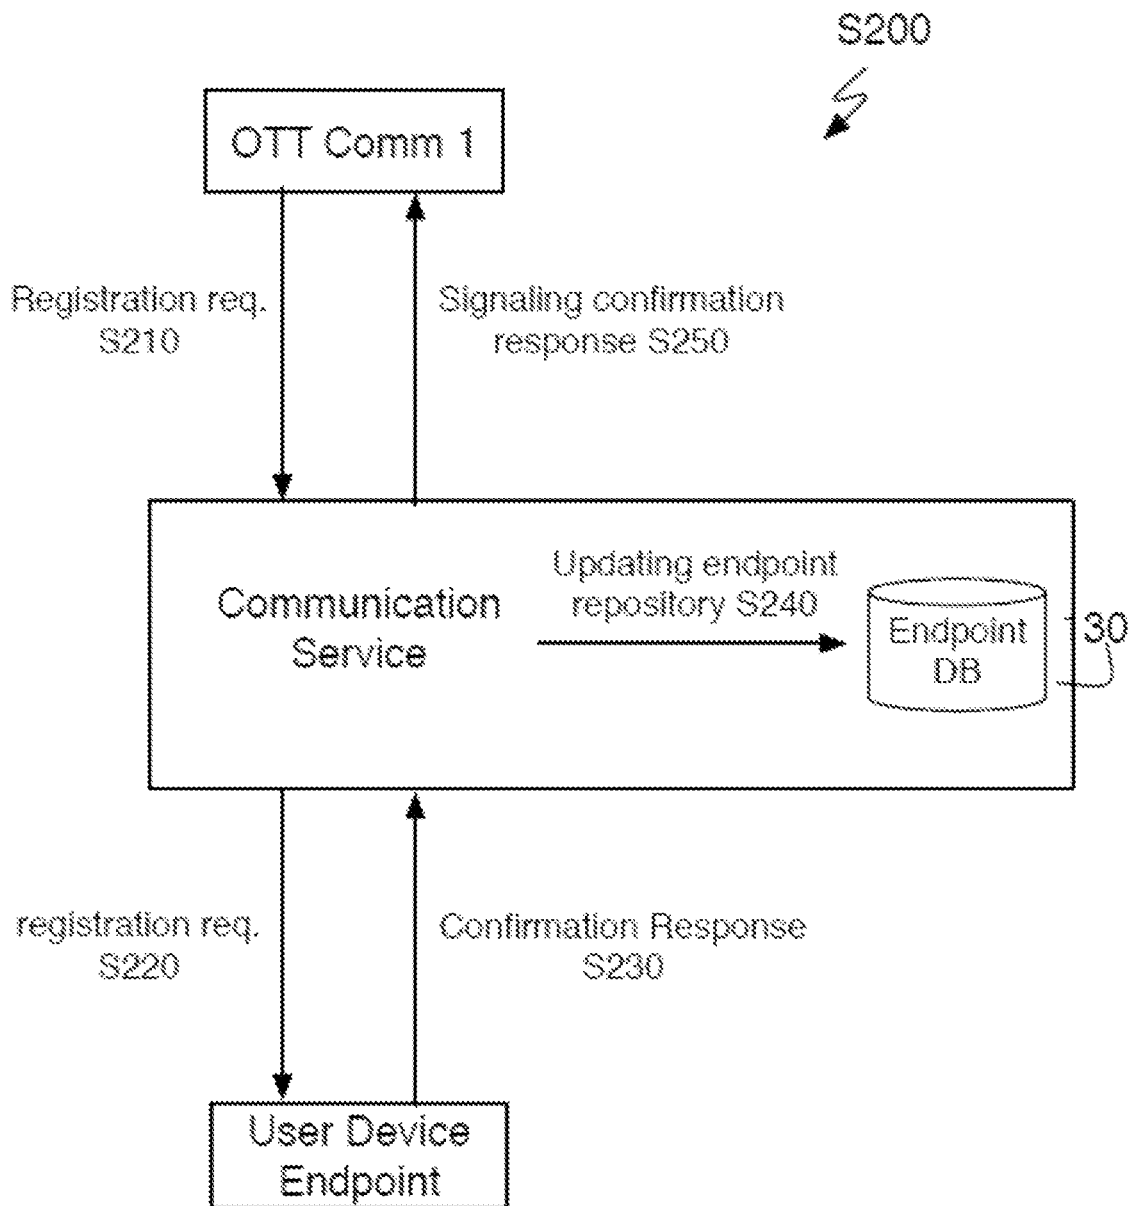 S200
OTT Comm 1
Registration req.
S210
Signaling confirmation
response S250
Updating endpoint
repository S240
Communication
Service
Endpoint
DB
30
registration req.
S220
Confirmation Response
S230
User Device
Endpoint